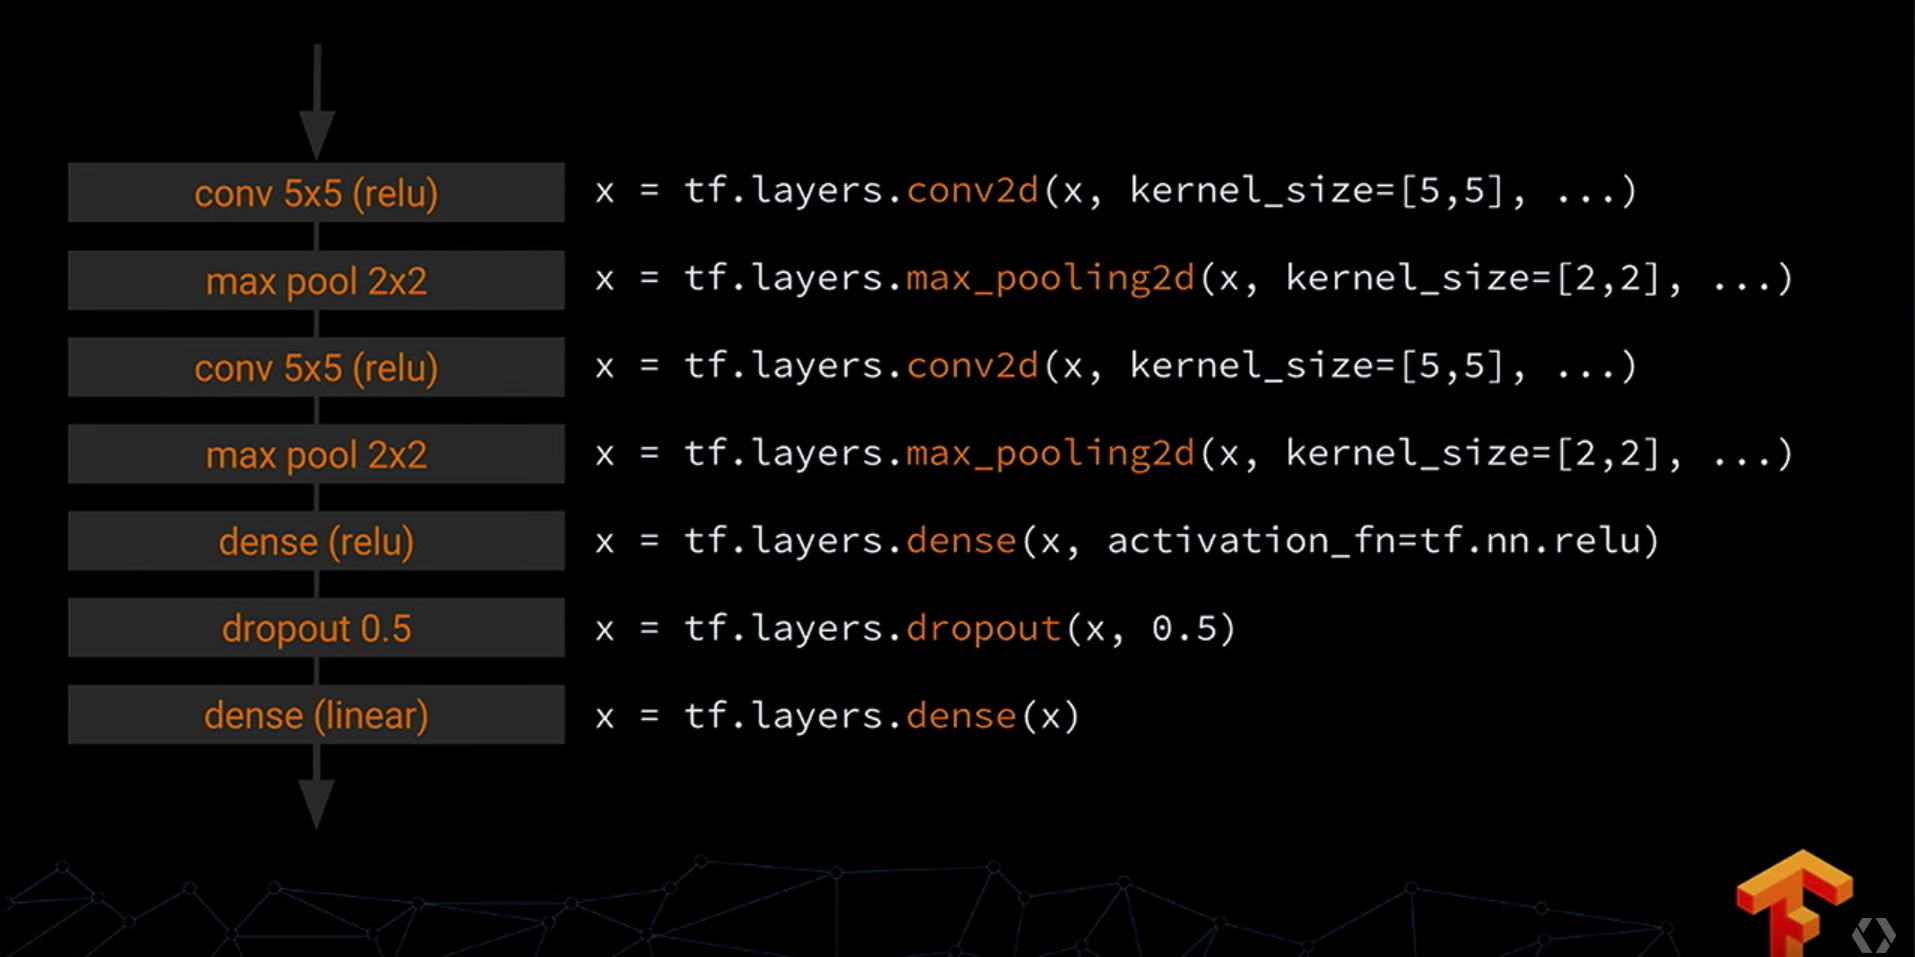 conv 5x5 (relu) x = tf.layers.conv2d(x, kernel_size=[5,5], ...)
max pool 2x2 x = tf.layers.max_pooling2d(x, kernel_size=[2,2], ...)
conv 5x5 (relu) x = tf.layers.conv2d(x, kernel_size=[5,5], ...)
max pool 2x2 x = tf.layers.max_pooling2d(x, kernel_size=[2,2], ...)
dense (relu) x = tf.layers.dense(x, activation_fn=tf.nn.relu)
dropout 0.5 x = tf.layers.dropout(x, 0.5)
dense (linear) x = tf.layers.dense(x)